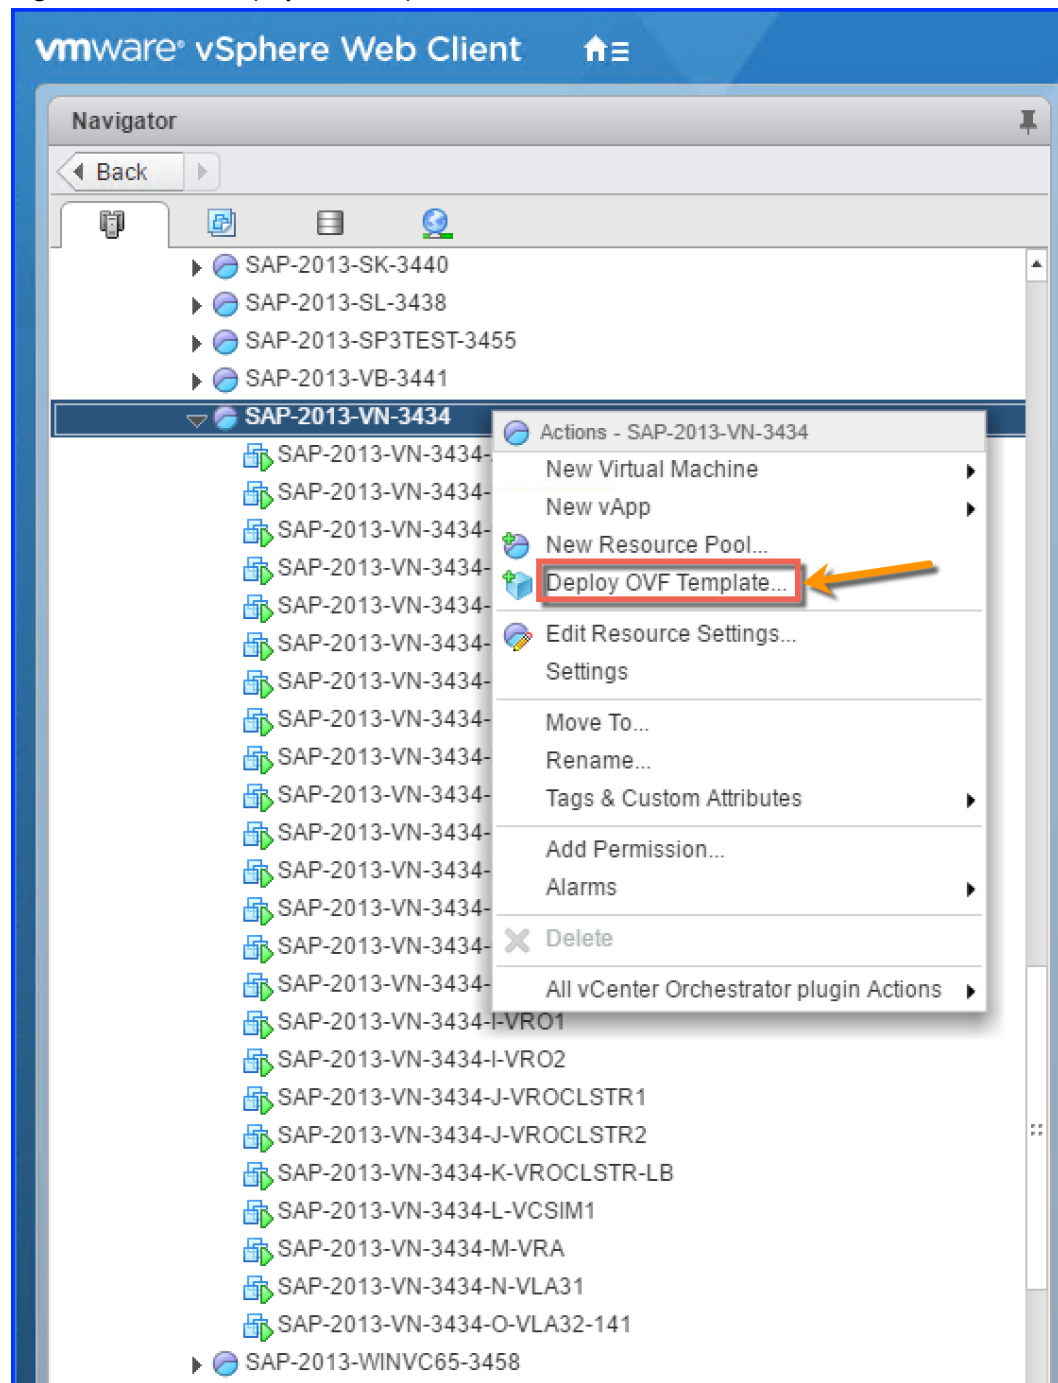 vmware® vSphere Web Client
Navigator
Back
SAP-2013-SK-3440
SAP-2013-SL-3438
SAP-2013-SP3TEST-3455
SAP-2013-VB-3441
SAP-2013-VN-3434
Actions - SAP-2013-VN-3434
SAP-2013-VN-3434-
New Virtual Machine
SAP-2013-VN-3434-
New vApp
SAP-2013-VN-3434-
New Resource Pool...
SAP-2013-VN-3434-
Deploy OVF Template...
SAP-2013-VN-3434-
SAP-2013-VN-3434-
Edit Resource Settings...
SAP-2013-VN-3434-
Settings
SAP-2013-VN-3434-
Move To...
SAP-2013-VN-3434-
Rename...
SAP-2013-VN-3434-
Tags & Custom Attributes
SAP-2013-VN-3434-
Add Permission...
SAP-2013-VN-3434-
Alarms
SAP-2013-VN-3434-
SAP-2013-VN-3434-
Delete
SAP-2013-VN-3434-
All vCenter Orchestrator plugin Actions
SAP-2013-VN-3434-I-VRO1
SAP-2013-VN-3434-I-VRO2
SAP-2013-VN-3434-J-VROCLSTR1
SAP-2013-VN-3434-J-VROCLSTR2
SAP-2013-VN-3434-K-VROCLSTR-LB
SAP-2013-VN-3434-L-VCSIM1
SAP-2013-VN-3434-M-VRA
SAP-2013-VN-3434-N-VLA31
SAP-2013-VN-3434-O-VLA32-141
SAP-2013-WINVC65-3458